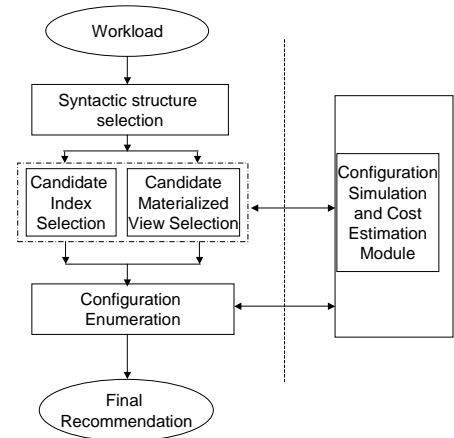 Workload
Syntactic structure
selection
Candidate
Index
Selection
Candidate
Materialized
View Selection
Configuration
Simulation
and Cost
Estimation
Module
Configuration
Enumeration
Final
Recommendation